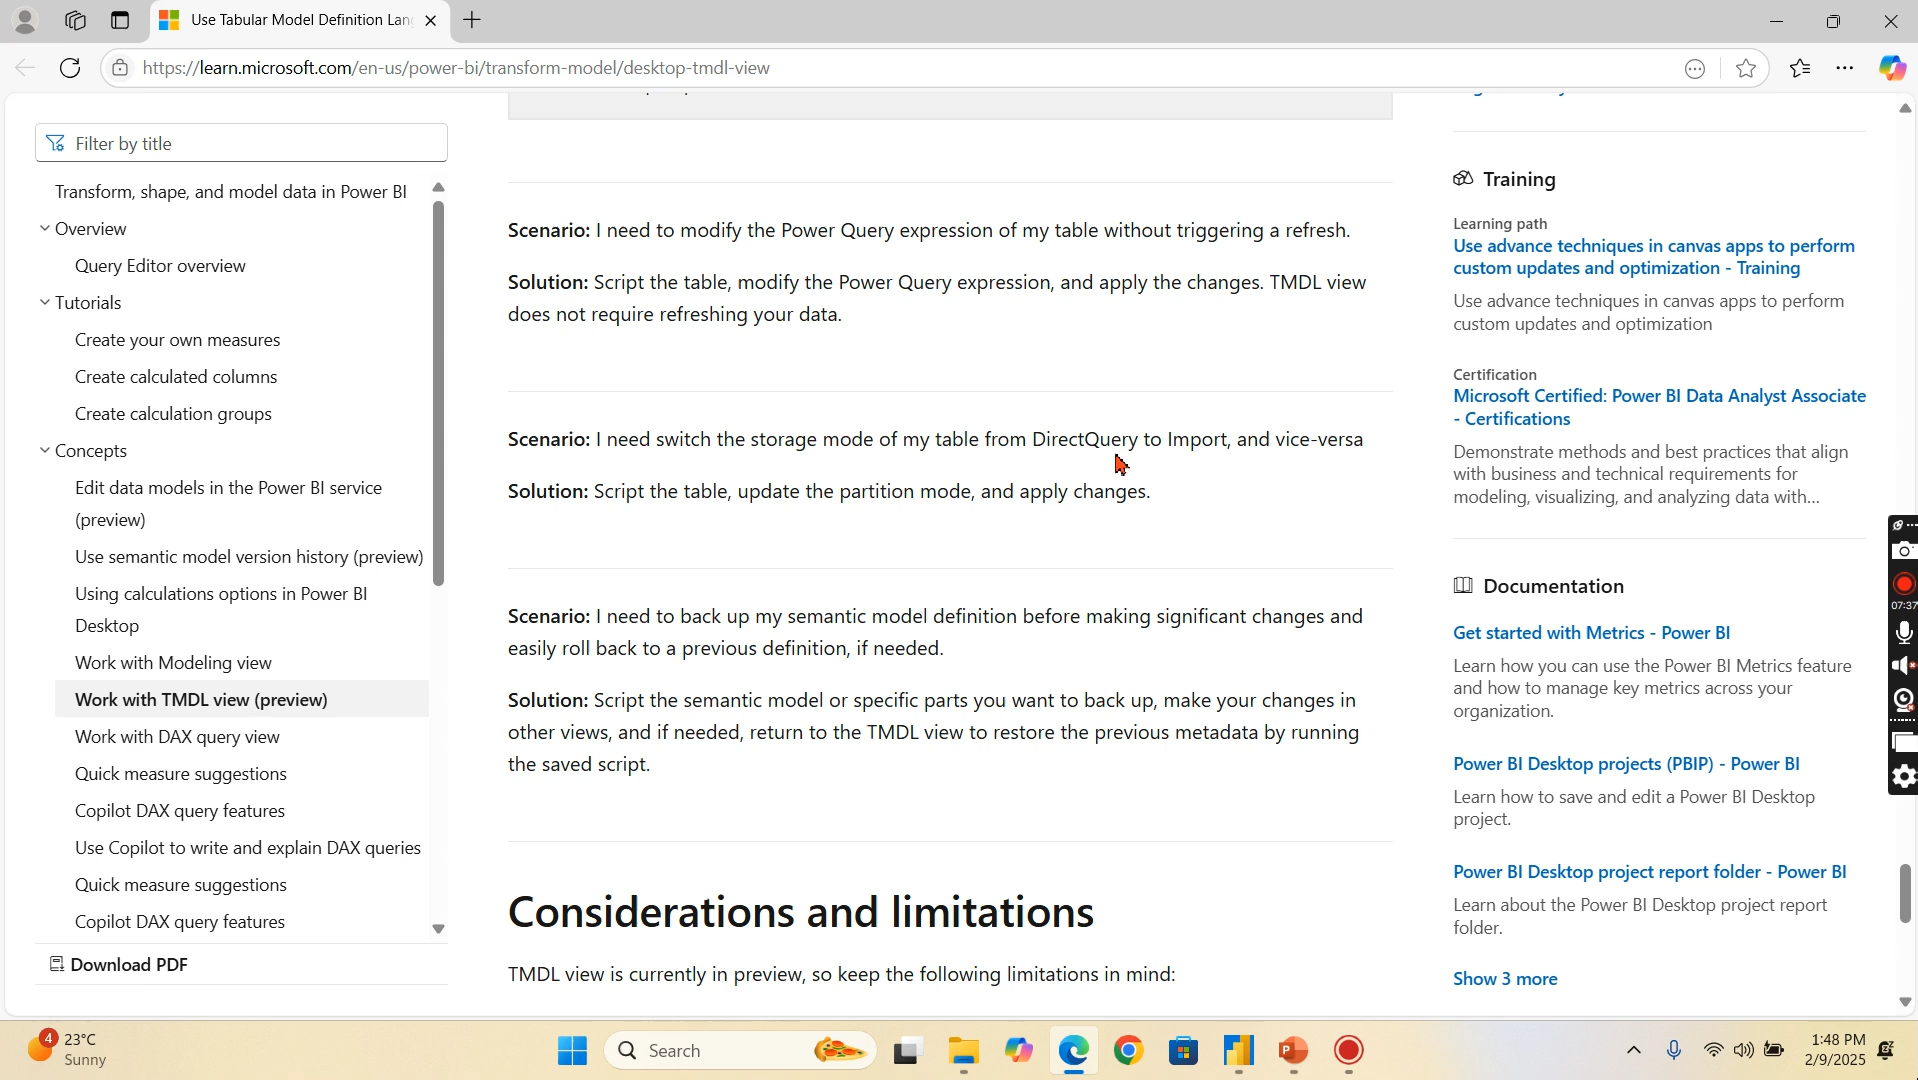 Use Tabular Model Definition Lan
https://learn.microsoft.com/en-us/power-bi/transform-model/desktop-tmdl-view
Filter by title
Transform, shape, and model data in Power BI
Overview
Query Editor overview
Tutorials
Create your own measures
Create calculated columns
Create calculation groups
Concepts
Edit data models in the Power BI service
(preview)
Use semantic model version history (preview)
Using calculations options in Power BI
Desktop
Work with Modeling view
Work with TMDL view (preview)
Work with DAX query view
Quick measure suggestions
Copilot DAX query features
Use Copilot to write and explain DAX queries
Quick measure suggestions
Copilot DAX query features
Download PDF
Scenario: I need to modify the Power Query expression of my table without triggering a refresh.
Solution: Script the table, modify the Power Query expression, and apply the changes. TMDL view
does not require refreshing your data.
Scenario: I need switch the storage mode of my table from DirectQuery to Import, and vice-versa
Solution: Script the table, update the partition mode, and apply changes.
Scenario: I need to back up my semantic model definition before making significant changes and
easily roll back to a previous definition, if needed.
Solution: Script the semantic model or specific parts you want to back up, make your changes in
other views, and if needed, return to the TMDL view to restore the previous metadata by running
the saved script.
Considerations and limitations
TMDL view is currently in preview, so keep the following limitations in mind:
Training
Learning path
Use advance techniques in canvas apps to perform
custom updates and optimization - Training
Use advance techniques in canvas apps to perform
custom updates and optimization
Certification
Microsoft Certified: Power BI Data Analyst Associate
- Certifications
Demonstrate methods and best practices that align
with business and technical requirements for
modeling, visualizing, and analyzing data with...
Documentation
Get started with Metrics - Power BI
Learn how you can use the Power BI Metrics feature
and how to manage key metrics across your
organization.
Power BI Desktop projects (PBIP) - Power BI
Learn how to save and edit a Power BI Desktop
project.
Power BI Desktop project report folder - Power BI
Learn about the Power BI Desktop project report
folder.
Show 3 more
07:37
4
23°C
Sunny
Search
1:48 PM
2/9/2025